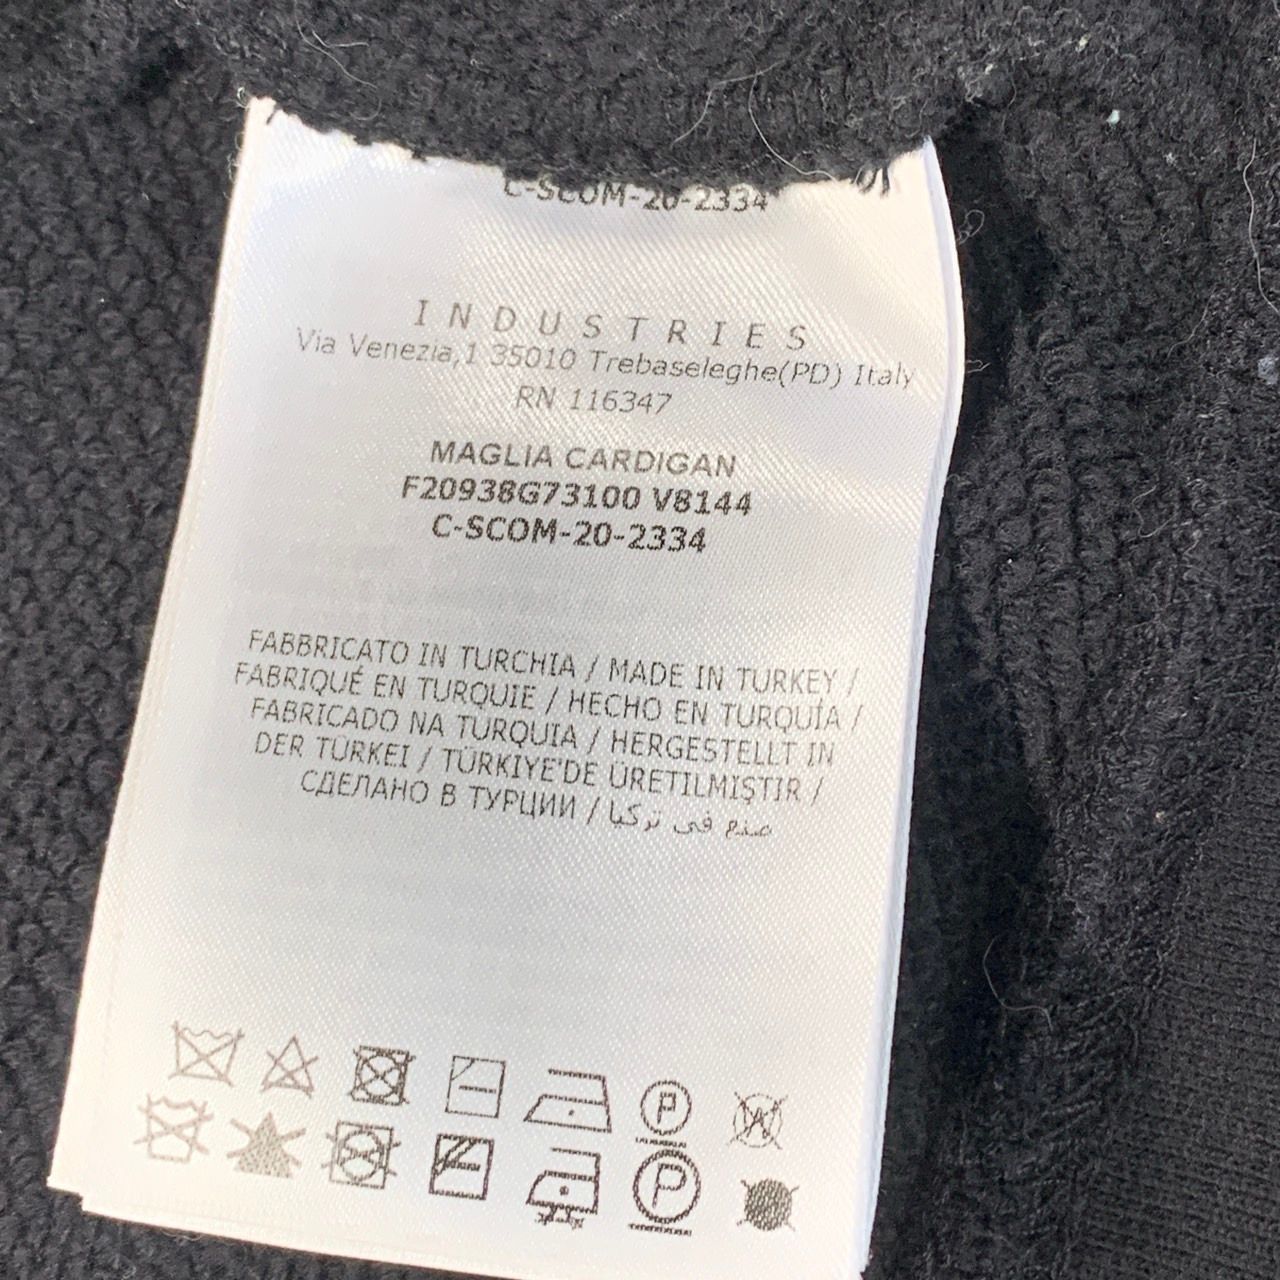 C-SCOM-20-2334
INDUSTRIES
Via Venezia,1 35010 Trebaseleghe(PD) Italy
RN 116347
MAGLIA CARDIGAN
F20938G73100 V8144
C-SCOM-20-2334
FABBRICATO IN TURCHIA / MADE IN TURKEY /
FABRIQUÉ EN TURQUIE / HECHO EN TURQUÍA /
FABRICADO NA TURQUIA / HERGESTELLT IN
DER TÜRKEI / TÜRKIYE'DE ÜRETILMIŞTIR /
СДЕЛАНО В ТУРЦИИ / صنع في تركيا
P W
P